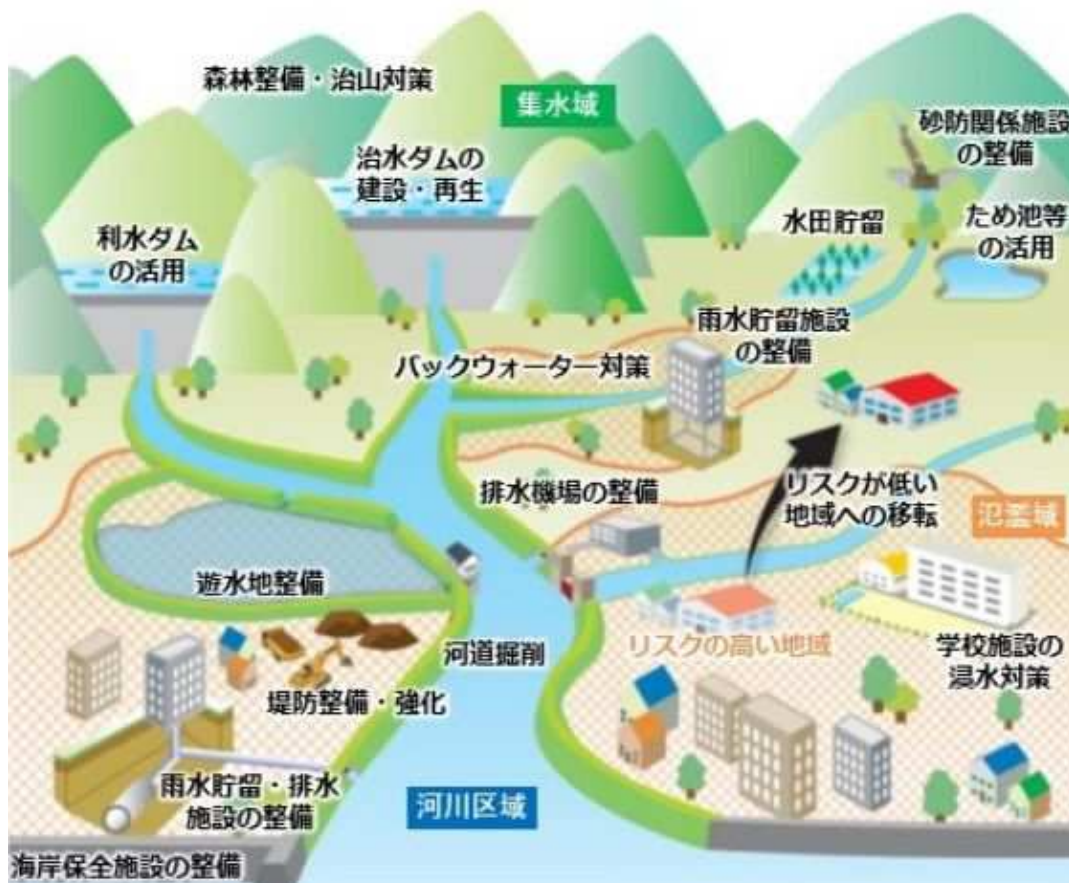 森林整備・治山対策
集水域
砂防関係施設
の整備
治水ダムの
建設・再生
水田貯留
ため池等
の活用
利水ダム
の活用
雨水貯留施設
の整備
バックウォーター対策
排水機場の整備
リスクが低い
地域への移転
氾濫域
遊水地整備
河道掘削
リスクの高い地域
学校施設の
浸水対策
堤防整備・強化
雨水貯留・排水
施設の整備
河川区域
海岸保全施設の整備